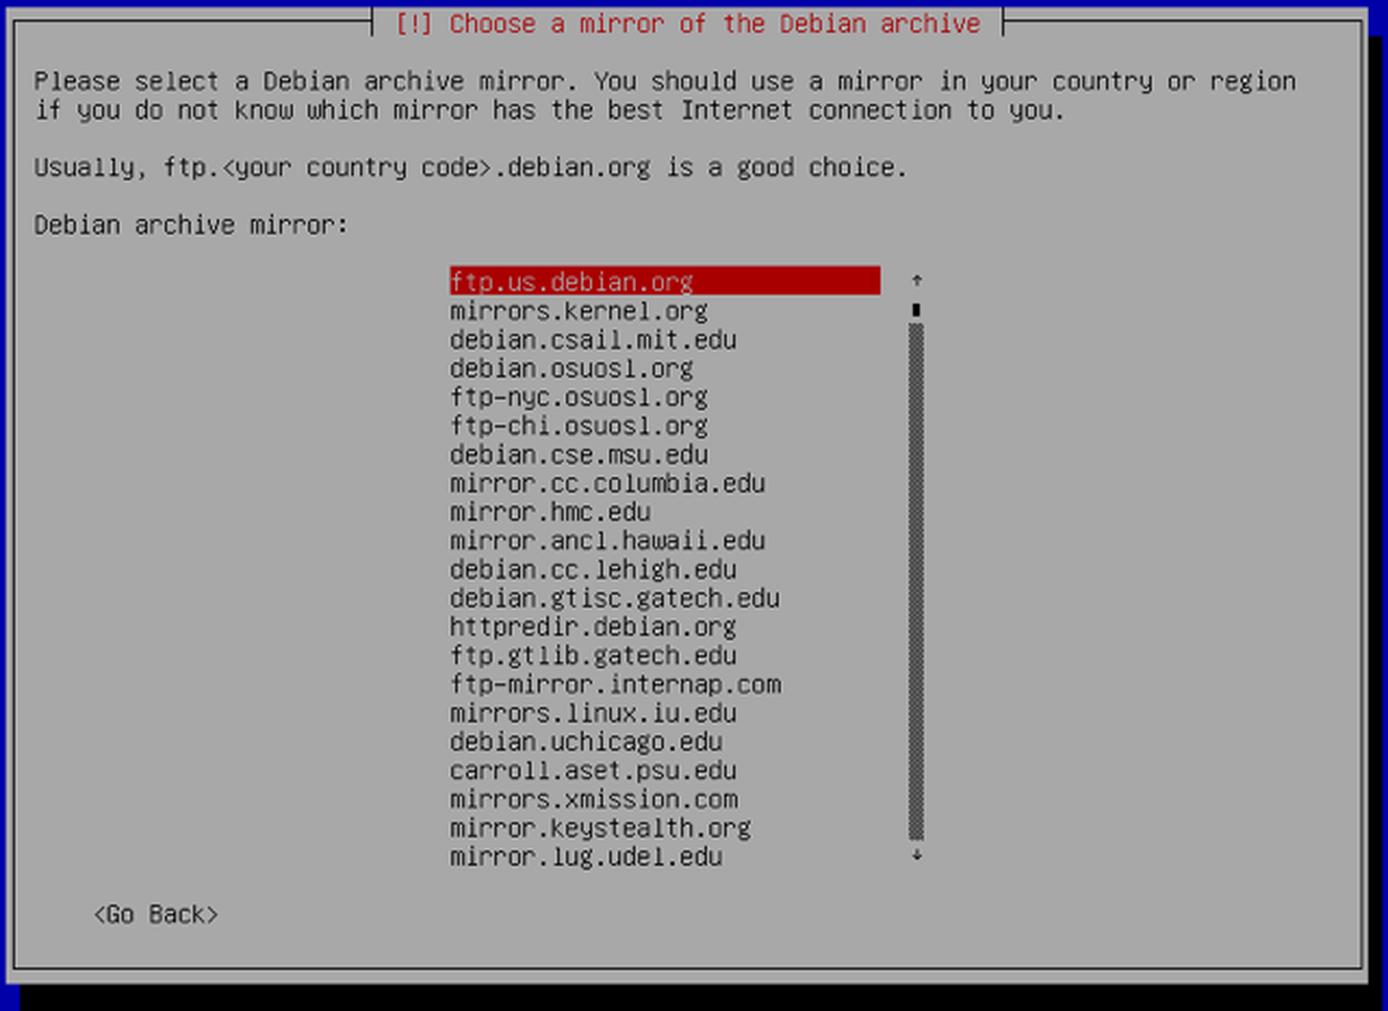 [!] Choose a mirror of the Debian archive
Please select a Debian archive mirror. You should use a mirror in your country or region
if you do not know which mirror has the best Internet connection to you.
Usually, ftp.<your country code>.debian.org is a good choice.
Debian archive mirror:
ftp.us.debian.org
mirrors.kernel.org
debian.csail.mit.edu
debian.osuosl.org
ftp-nyc.osuosl.org
ftp-chi.osuosl.org
debian.cse.msu.edu
mirror.cc.columbia.edu
mirror.hmc.edu
mirror.ancl.hawaii.edu
debian.cc.lehigh.edu
debian.gtisc.gatech.edu
httpredir.debian.org
ftp.gtlib.gatech.edu
ftp-mirror.internap.com
mirrors.linux.iu.edu
debian.uchicago.edu
carroll.aset.psu.edu
mirrors.xmission.com
mirror.keystealth.org
mirror.lug.udel.edu
<Go Back>